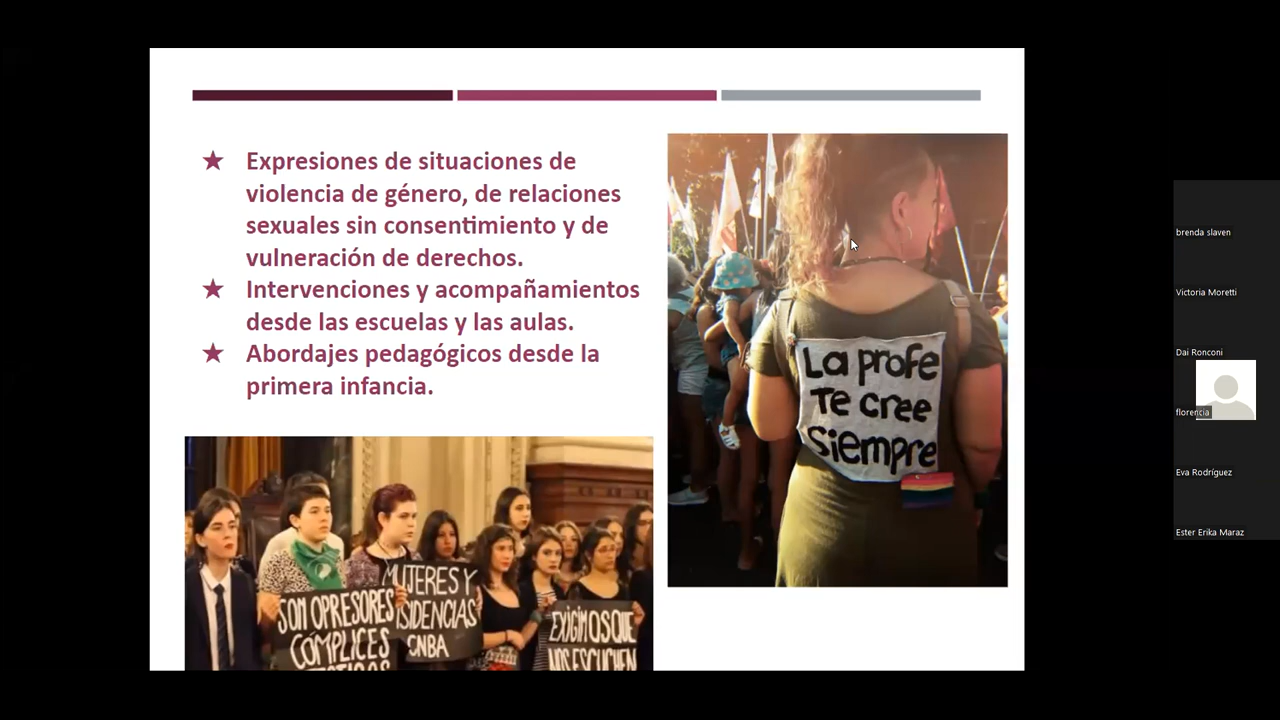 Expresiones de situaciones de
violencia de género, de relaciones
sexuales sin consentimiento y de
vulneración de derechos.
Intervenciones y acompañamientos
desde las escuelas y las aulas.
Abordajes pedagógicos desde la
primera infancia.
La profe
Te cree
siempre
SOM OPRESORES
CÓMPLICES
MUJERES Y
ISIDENCIAS
CNBA
EXIGIMOS QUE
NOS ESCUCHEN
brenda slaven
Victoria Moretti
Dai Ronconi
florencia
Eva Rodríguez
Ester Erika Maraz